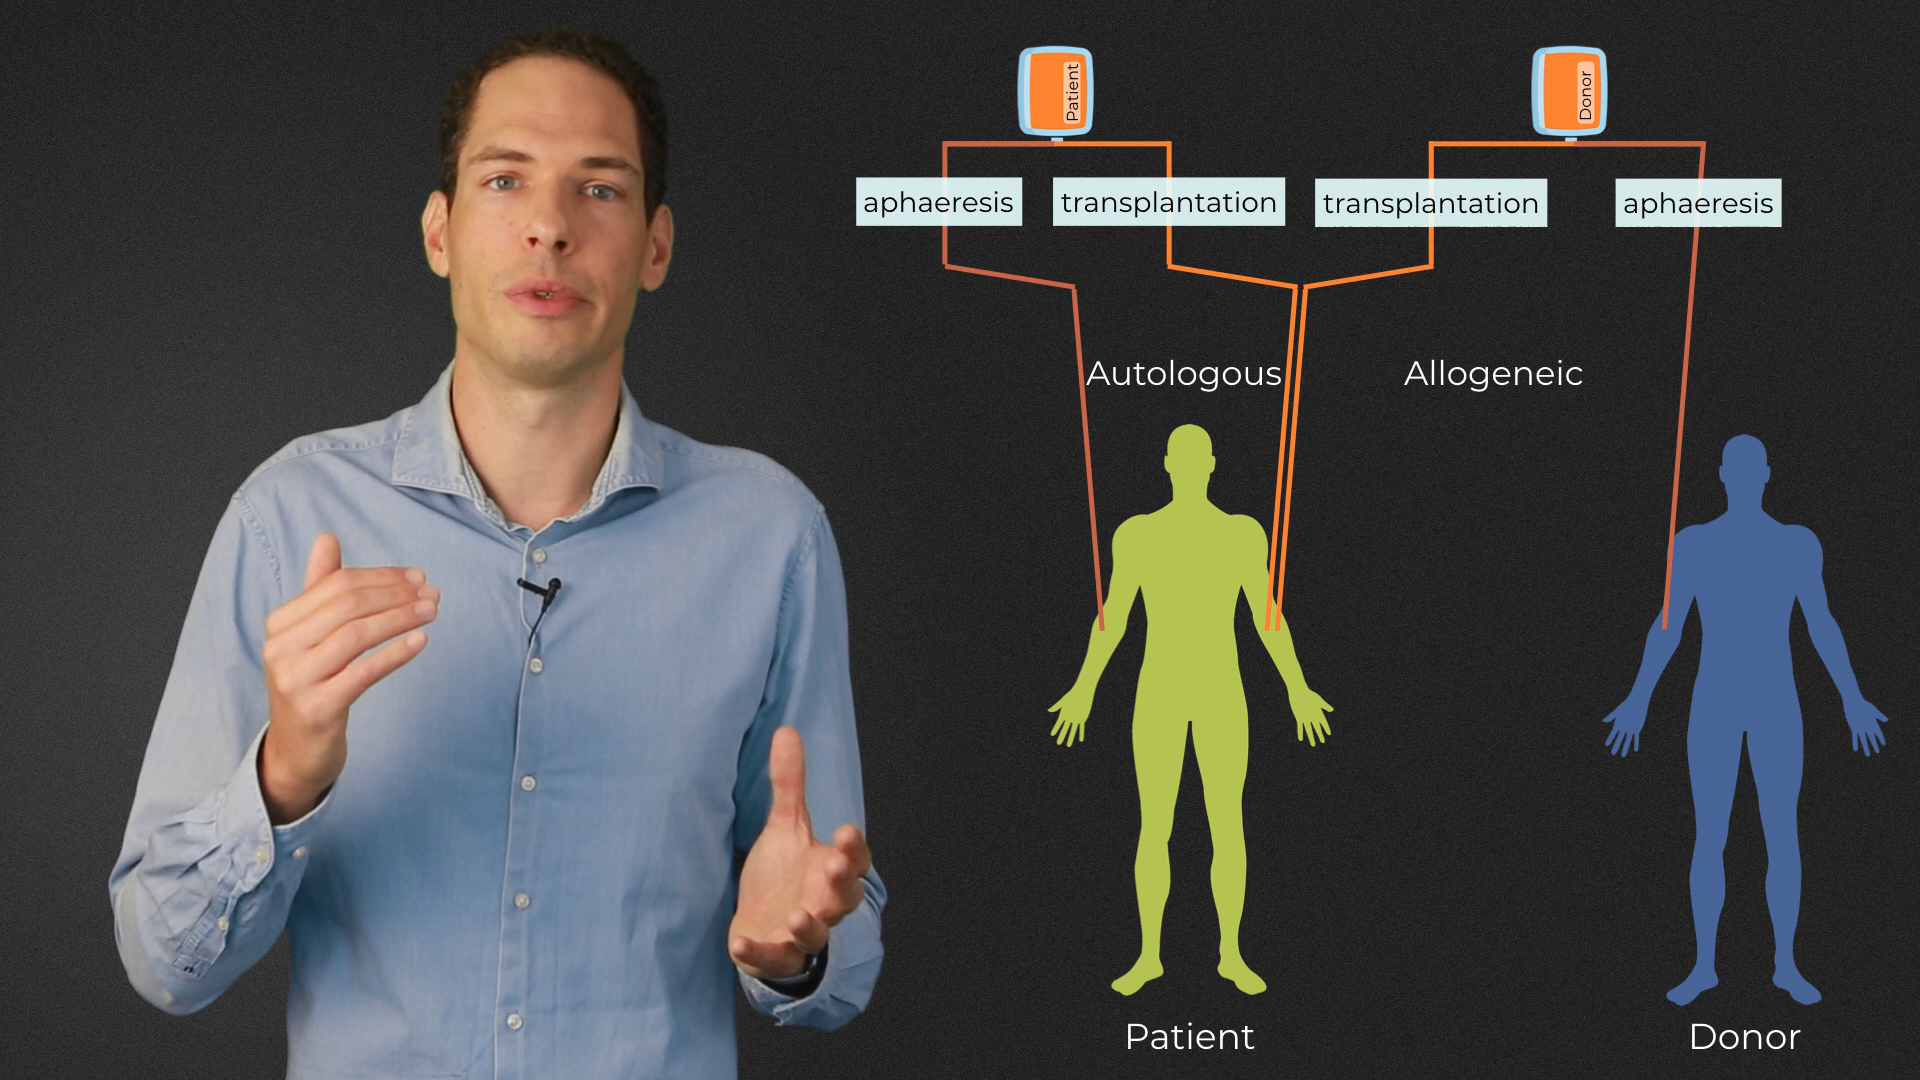 Patient
Donor
aphaeresis
transplantation
transplantation
aphaeresis
Autologous
Allogeneic
Patient
Donor